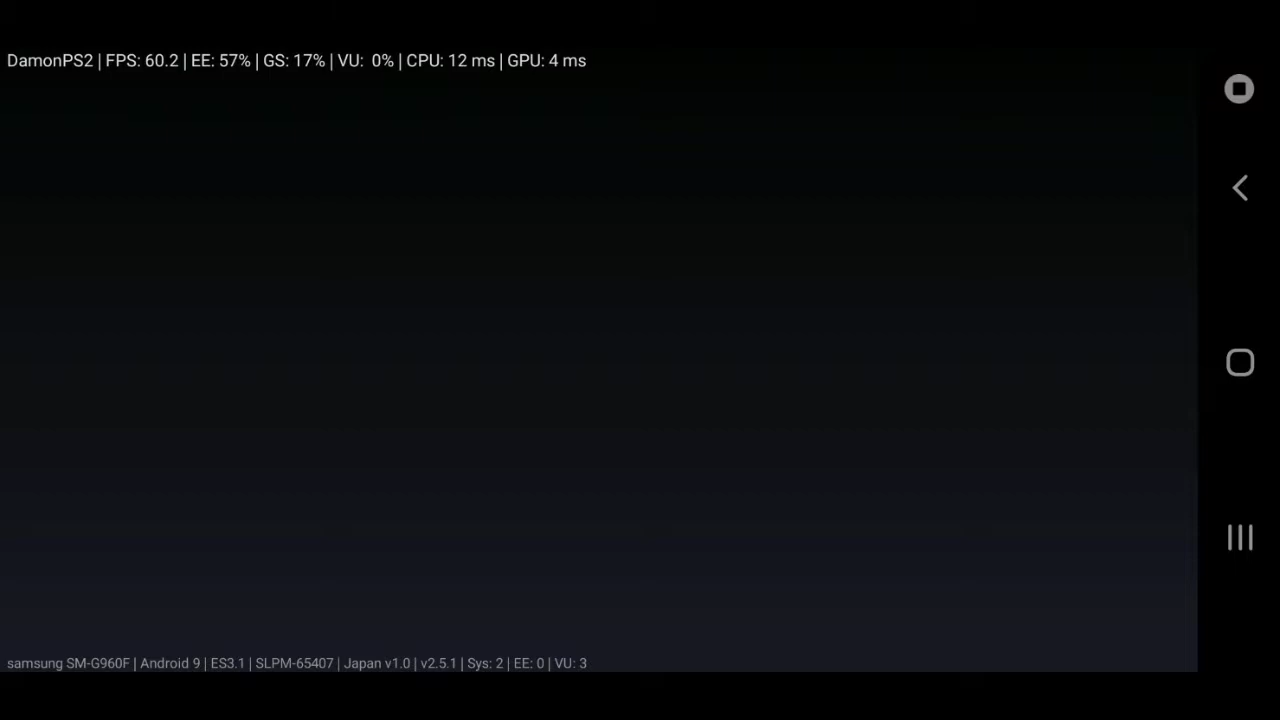 DamonPS2 | FPS: 60.2 | EE: 57% | GS: 17% | VU:  0% | CPU: 12 ms | GPU: 4 ms
samsung SM-G960F | Android 9 | ES3.1 | SLPM-65407 | Japan v1.0 | v2.5.1 | Sys: 2 | EE: 0 | VU: 3